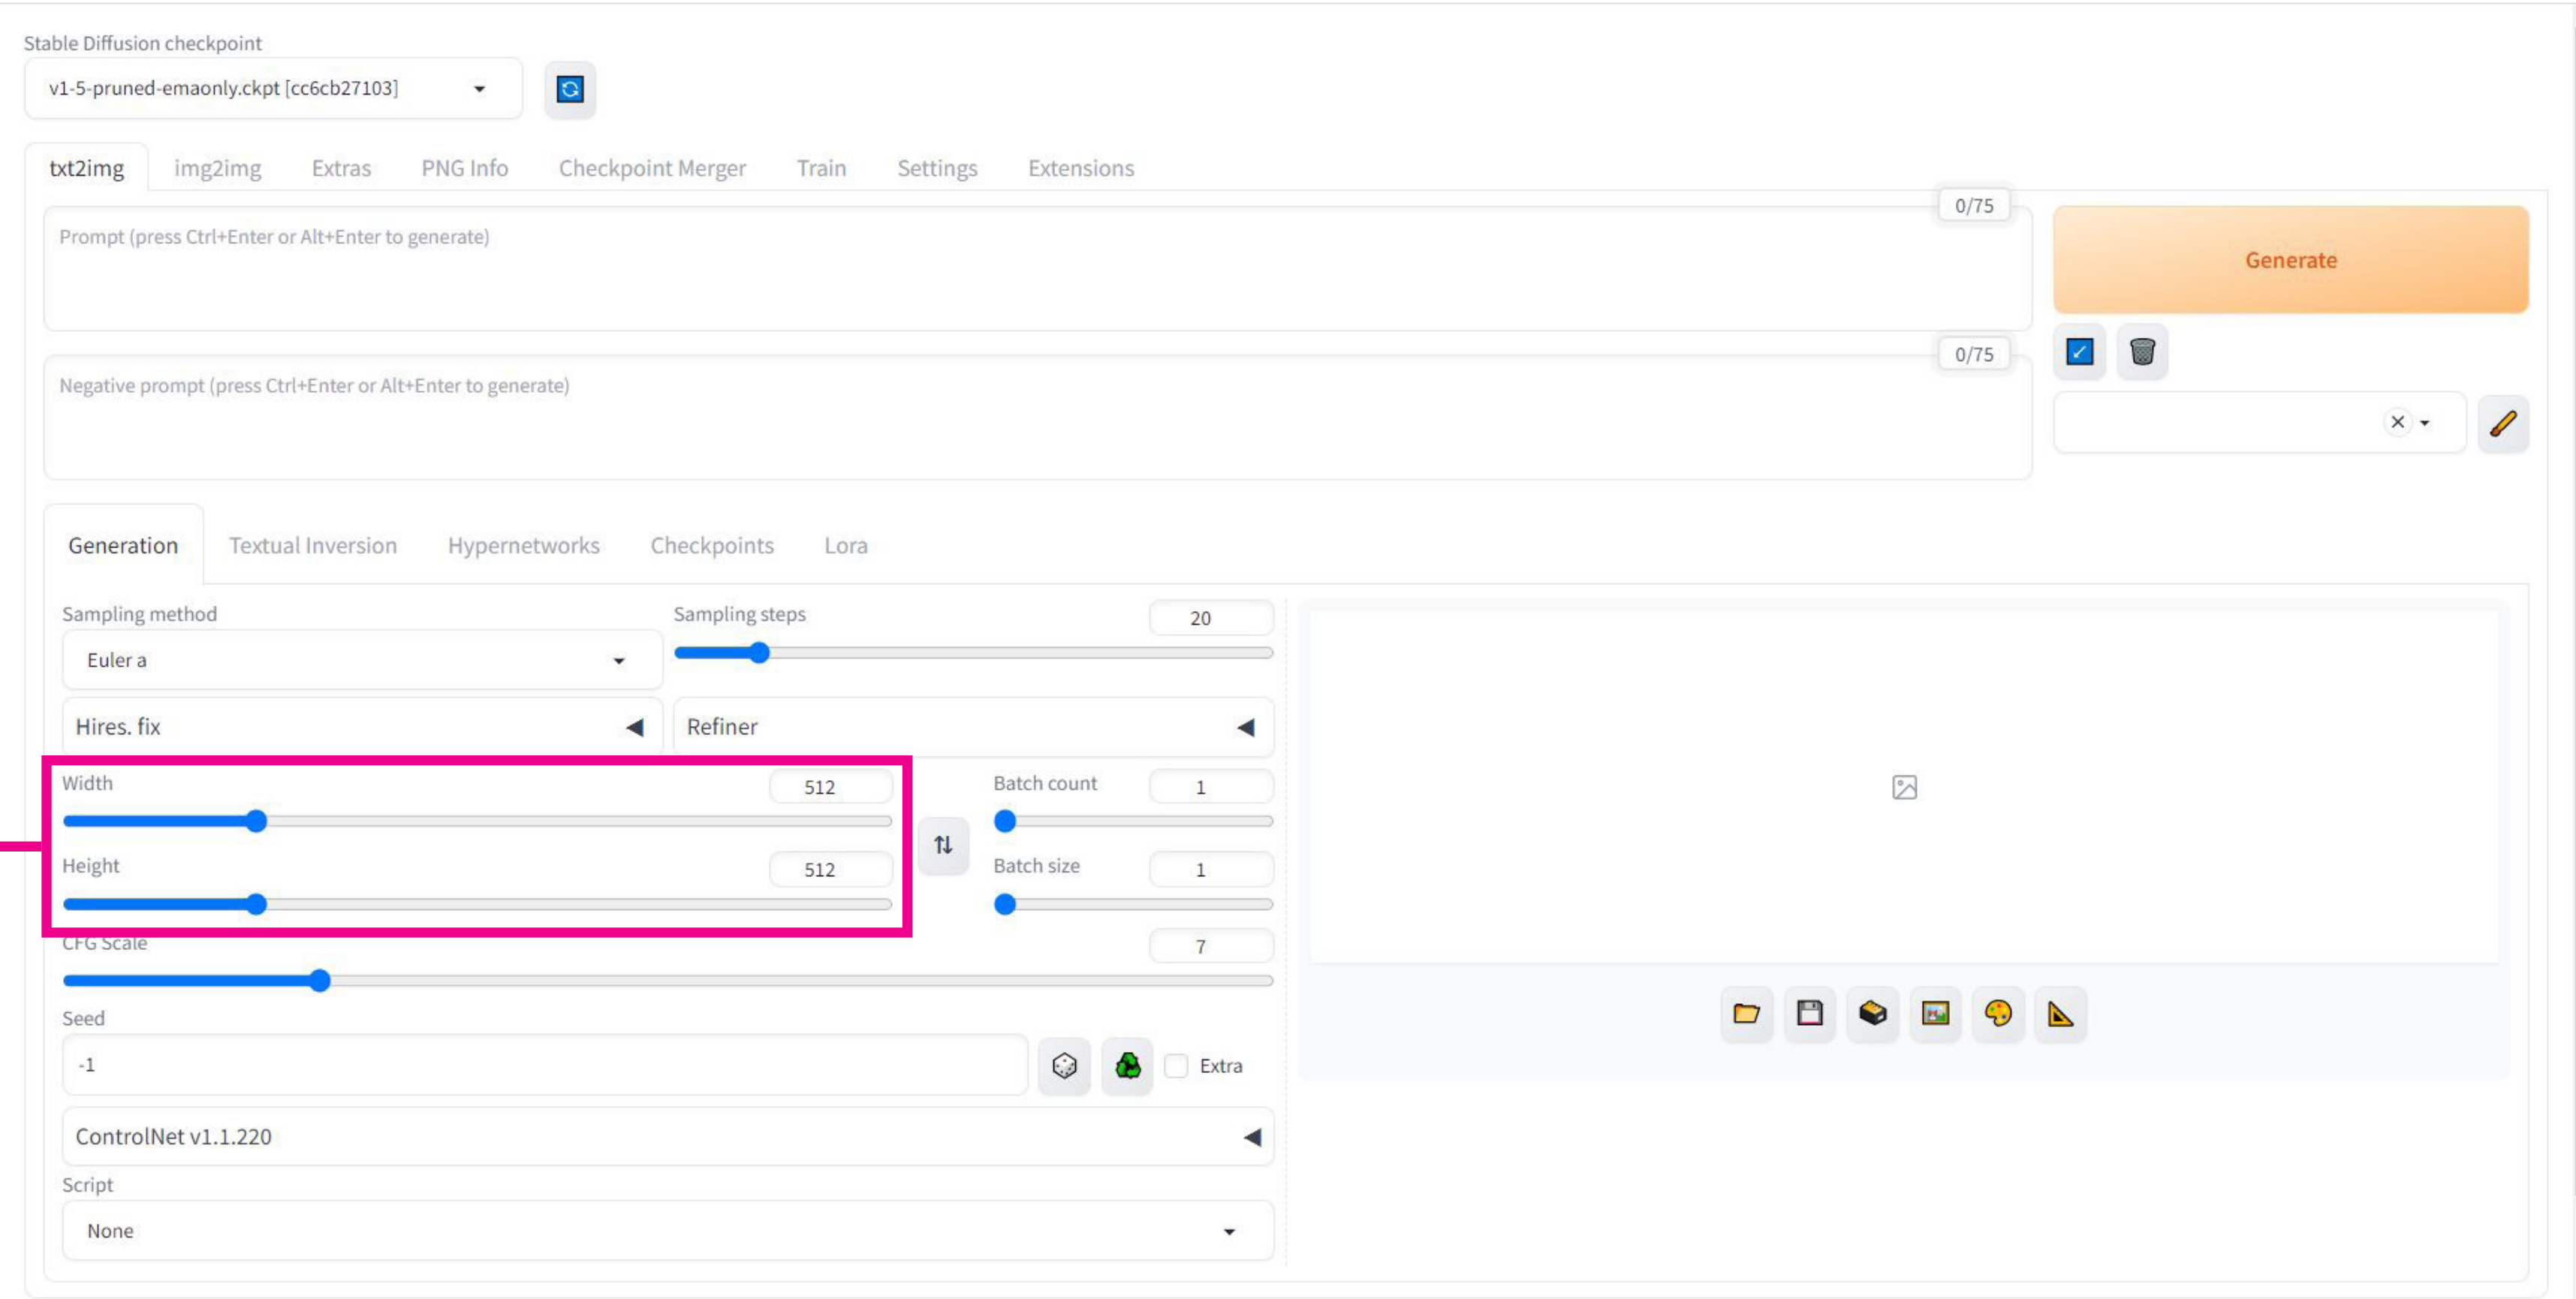 Stable Diffusion checkpoint
v1-5-pruned-emaonly.ckpt [cc6cb27103]
txt2img img2img Extras PNG Info Checkpoint Merger Train Settings Extensions
0/75
Prompt (press Ctrl+Enter or Alt+Enter to generate)
Generate
0/75
Negative prompt (press Ctrl+Enter or Alt+Enter to generate)
Generation Textual Inversion Hypernetworks Checkpoints Lora
Sampling method
Euler a
Sampling steps
20
Hires. fix
Refiner
Width
512
Height
512
Batch count
1
Batch size
1
CFG Scale
7
Seed
-1
Extra
ControlNet v1.1.220
Script
None